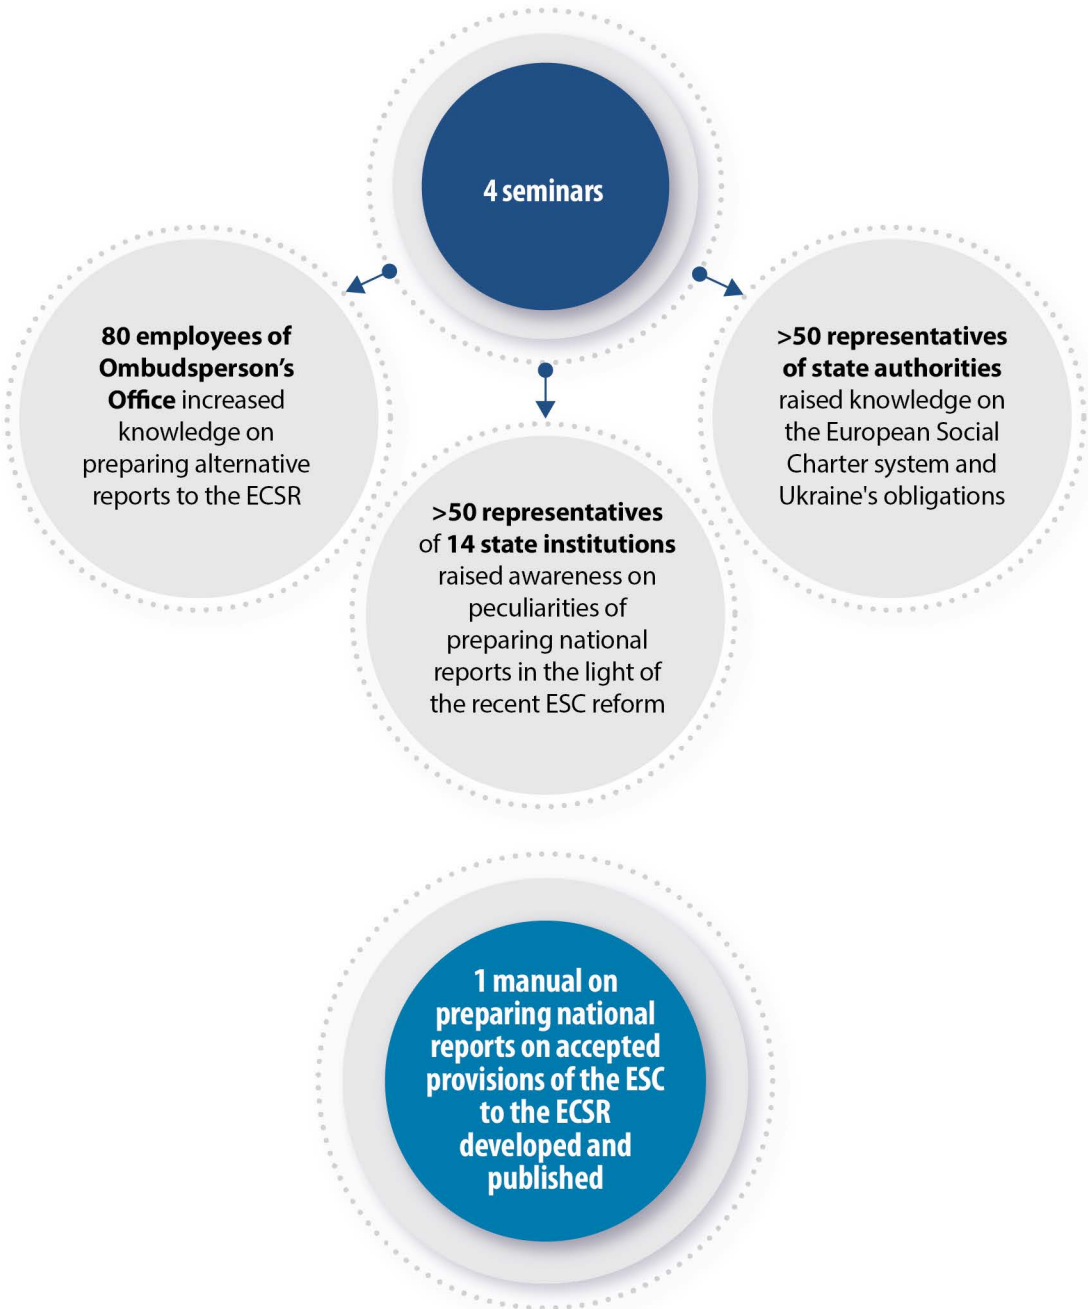 4 seminars
80 employees of
Ombudsperson’s
Office increased
knowledge on
preparing alternative
reports to the ECSR
>50 representatives
of 14 state institutions
raised awareness on
peculiarities of
preparing national
reports in the light of
the recent ESC reform
>50 representatives
of state authorities
raised knowledge on
the European Social
Charter system and
Ukraine's obligations
1 manual on
preparing national
reports on accepted
provisions of the ESC
to the ECSR
developed and
published